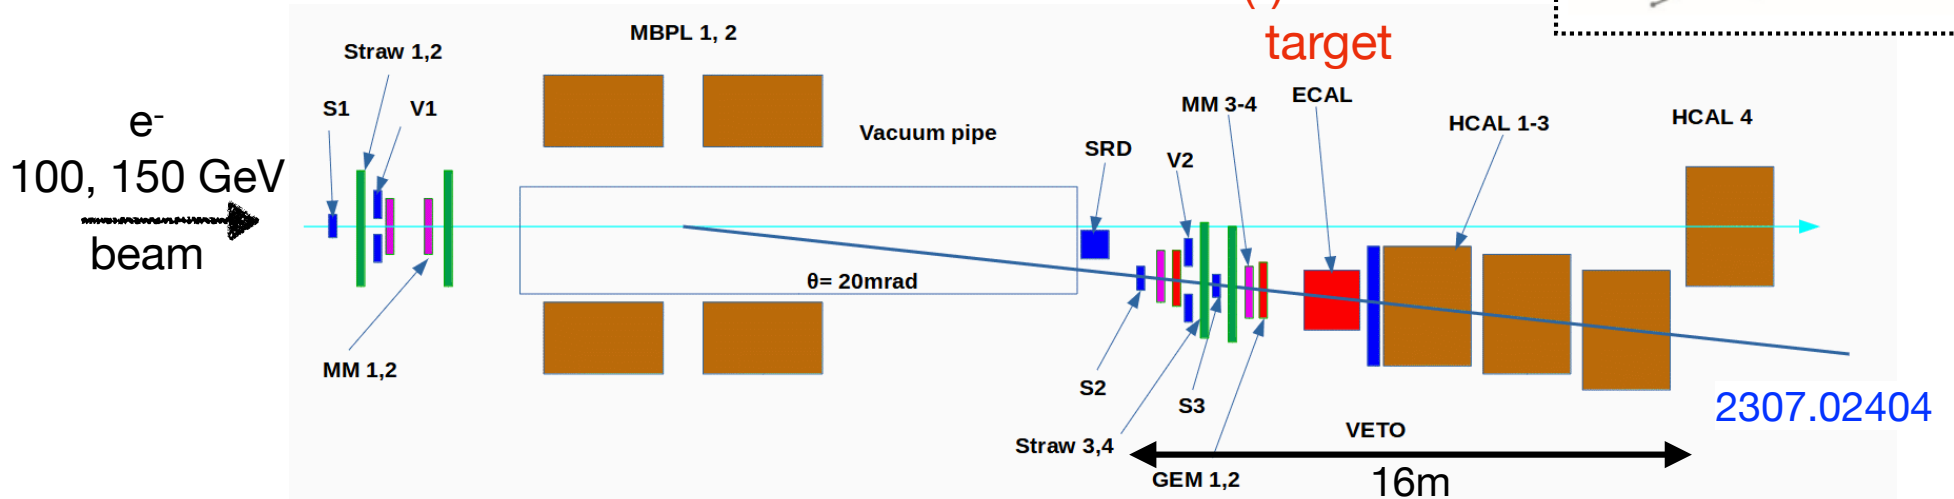 target
MBPL 1, 2
Straw 1,2
S1
V1
e-
100, 150 GeV
beam
MM 1,2
Vacuum pipe
θ= 20mrad
SRD
V2
MM 3-4
ECAL
HCAL 1-3
HCAL 4
S2
S3
Straw 3,4
GEM 1,2
VETO
16m
2307.02404